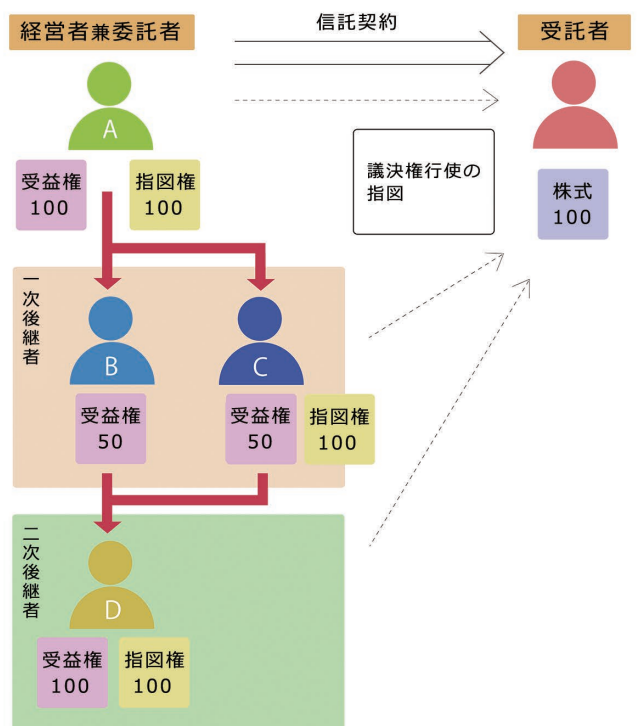 経営者兼委託者
信託契約
受託者
A
受益権
100
指図権
100
議決権行使の
指図
株式
100
一次後継者
B
C
受益権
50
受益権
50
指図権
100
二次後継者
D
受益権
100
指図権
100